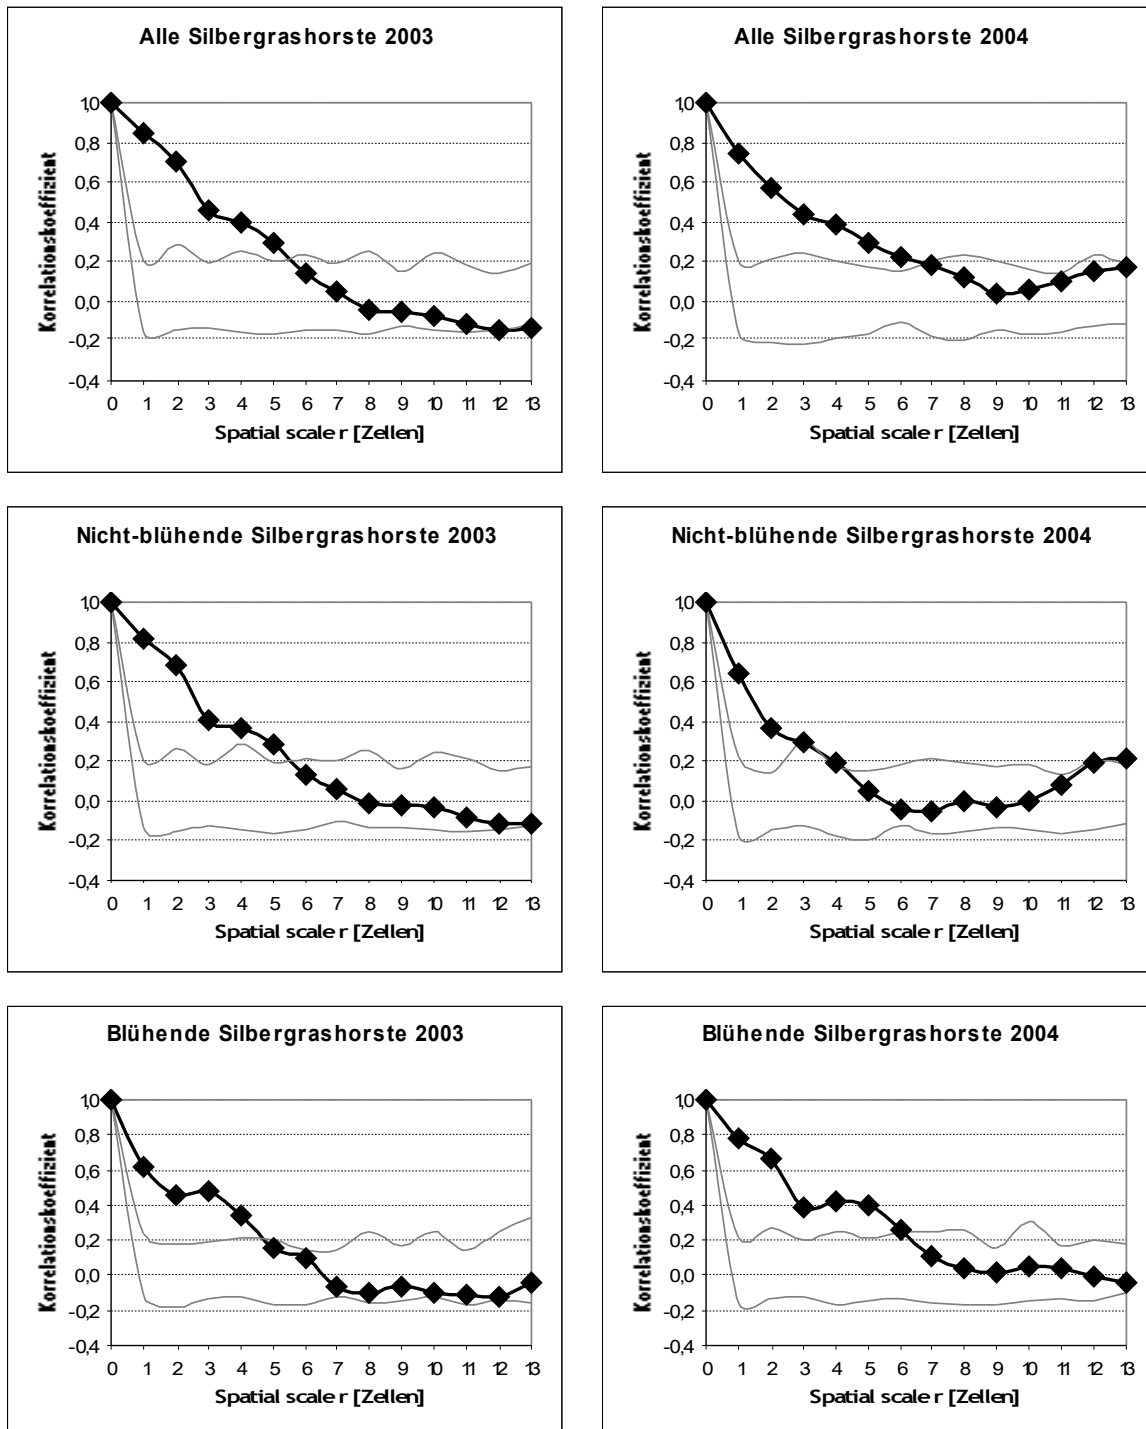 Alle Silbergrashorste 2003
Korrelationskoeffizient
1,0
0,8
0,6
0,4
0,2
0,0
-0,2
-0,4
0 1 2 3 4 5 6 7 8 9 10 11 12 13
Spatial scale r [Zellen]
Alle Silbergrashorste 2004
Korrelationskoeffizient
1,0
0,8
0,6
0,4
0,2
0,0
-0,2
-0,4
0 1 2 3 4 5 6 7 8 9 10 11 12 13
Spatial scale r [Zellen]
Nicht-blühende Silbergrashorste 2003
Korrelationskoeffizient
1,0
0,8
0,6
0,4
0,2
0,0
-0,2
-0,4
0 1 2 3 4 5 6 7 8 9 10 11 12 13
Spatial scale r [Zellen]
Nicht-blühende Silbergrashorste 2004
Korrelationskoeffizient
1,0
0,8
0,6
0,4
0,2
0,0
-0,2
-0,4
0 1 2 3 4 5 6 7 8 9 10 11 12 13
Spatial scale r [Zellen]
Blühende Silbergrashorste 2003
Korrelationskoeffizient
1,0
0,8
0,6
0,4
0,2
0,0
-0,2
-0,4
0 1 2 3 4 5 6 7 8 9 10 11 12 13
Spatial scale r [Zellen]
Blühende Silbergrashorste 2004
Korrelationskoeffizient
1,0
0,8
0,6
0,4
0,2
0,0
-0,2
-0,4
0 1 2 3 4 5 6 7 8 9 10 11 12 13
Spatial scale r [Zellen]